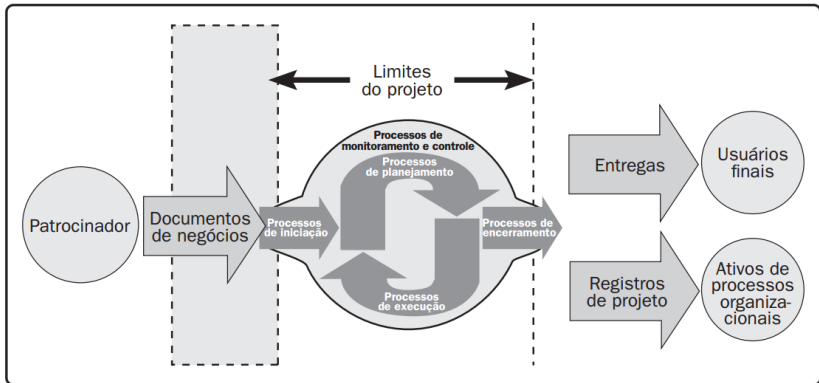 Limites
do projeto
Processos de
monitoramento e controle
Processos
de planejamento
Patrocinador
Documentos
de negócios
Processos
de iniciação
Processos de
encerramento
Processos
de execução
Entregas
Usuários
finais
Registros
de projeto
Ativos de
processos
organiza-
cionais